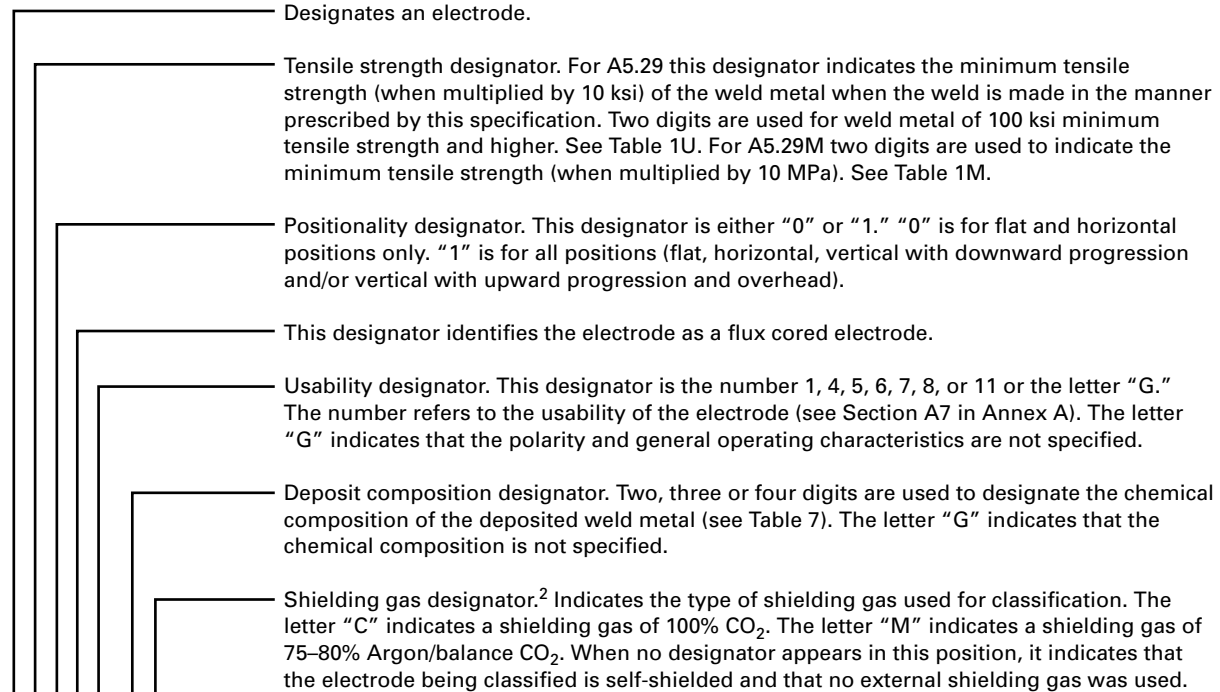 Designates an electrode.
Tensile strength designator. For A5.29 this designator indicates the minimum tensile
strength (when multiplied by 10 ksi) of the weld metal when the weld is made in the manner
prescribed by this specification. Two digits are used for weld metal of 100 ksi minimum
tensile strength and higher. See Table 1U. For A5.29M two digits are used to indicate the
minimum tensile strength (when multiplied by 10 MPa). See Table 1M.
Positionality designator. This designator is either “0” or “1.” “0” is for flat and horizontal
positions only. “1” is for all positions (flat, horizontal, vertical with downward progression
and/or vertical with upward progression and overhead).
This designator identifies the electrode as a flux cored electrode.
Usability designator. This designator is the number 1, 4, 5, 6, 7, 8, or 11 or the letter “G.”
The number refers to the usability of the electrode (see Section A7 in Annex A). The letter
“G” indicates that the polarity and general operating characteristics are not specified.
Deposit composition designator. Two, three or four digits are used to designate the chemical
composition of the deposited weld metal (see Table 7). The letter “G” indicates that the
chemical composition is not specified.
Shielding gas designator.² Indicates the type of shielding gas used for classification. The
letter “C” indicates a shielding gas of 100% CO₂. The letter “M” indicates a shielding gas of
75–80% Argon/balance CO₂. When no designator appears in this position, it indicates that
the electrode being classified is self-shielded and that no external shielding gas was used.